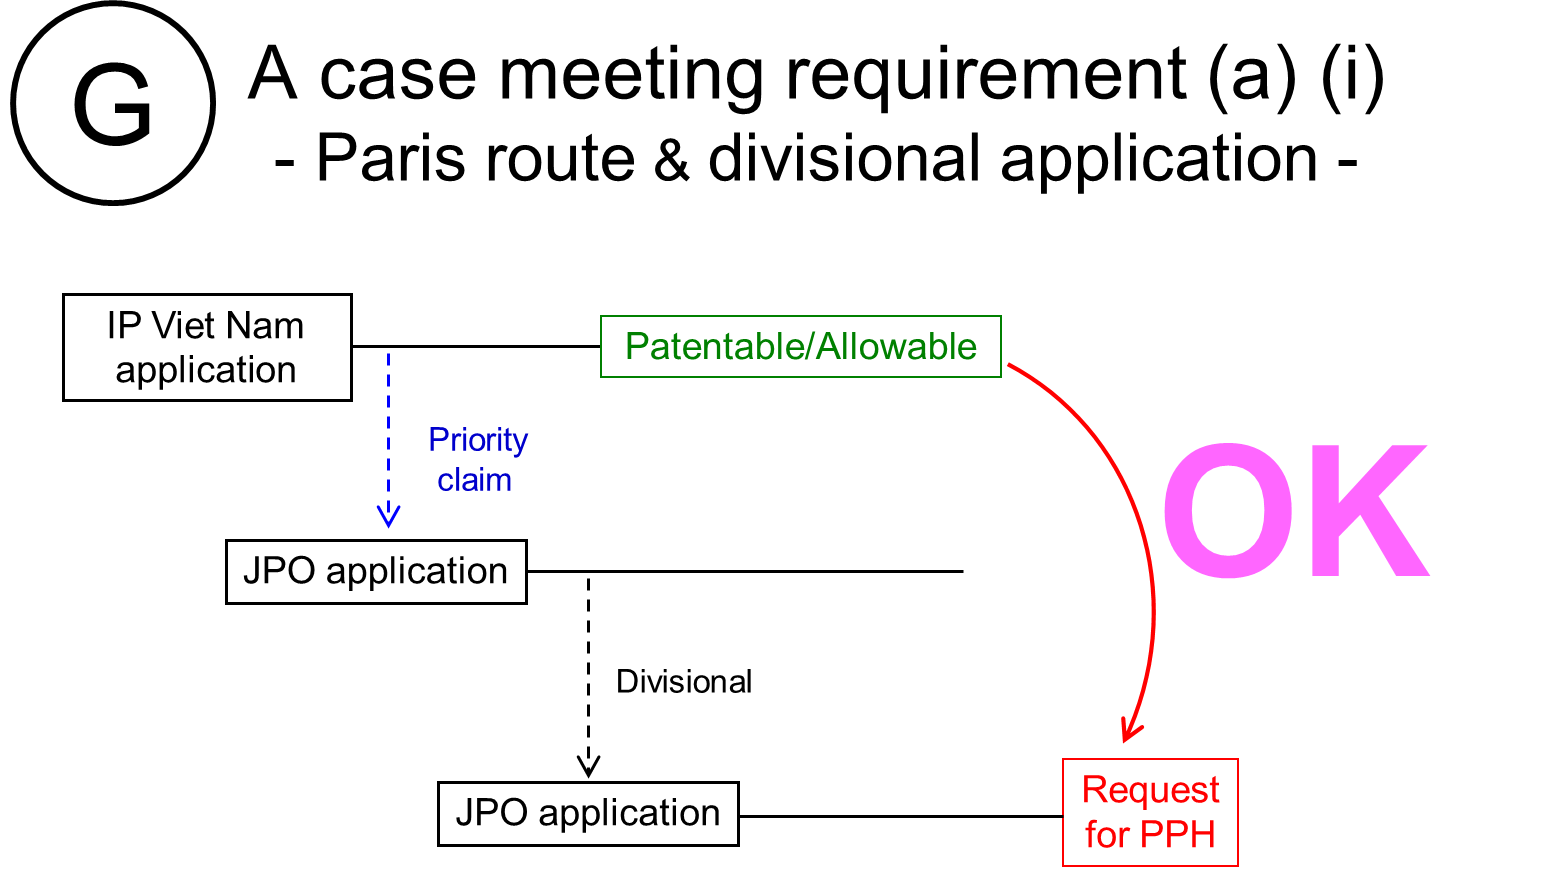 G
A case meeting requirement (a) (i)
- Paris route & divisional application -
IP Viet Nam
application
Patentable/Allowable
Priority
claim
OK
JPO application
Divisional
JPO application
Request
for PPH